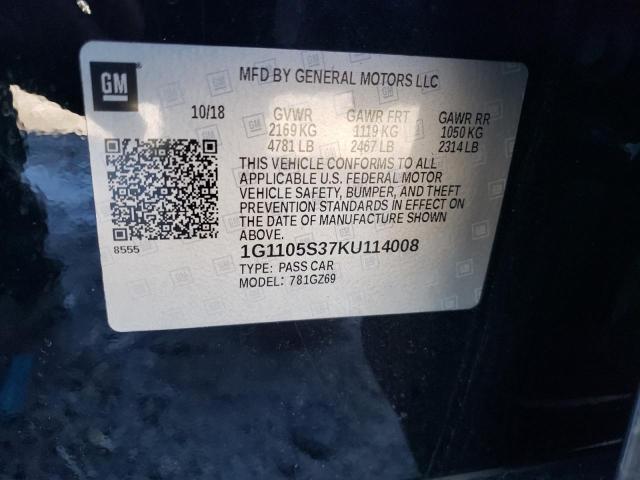 GM
MFD BY GENERAL MOTORS LLC
10/18 GVWR GAWR FRT GAWR RR
2169 KG 1119 KG 1050 KG
4781 LB 2467 LB 2314 LB
THIS VEHICLE CONFORMS TO ALL
APPLICABLE U.S. FEDERAL MOTOR
VEHICLE SAFETY, BUMPER, AND THEFT
PREVENTION STANDARDS IN EFFECT ON
THE DATE OF MANUFACTURE SHOWN
ABOVE.
8555
1G1105S37KU114008
TYPE: PASS CAR
MODEL: 781GZ69